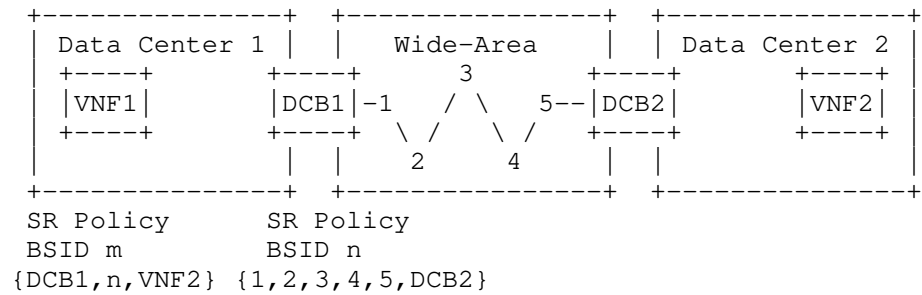 +----------------+ +----------------+ +---------------+
| Data Center 1 | | Wide-Area | | Data Center 2 |
| +----+ +----+ 3 +----+ +----+ |
| |VNF1| |DCB1|-1 / \ 5--|DCB2| |VNF2| |
| +----+ +----+ \ / \ / +----+ +----+ |
| | | 2 4 | | |
+----------------+ +----------------+ +---------------+
SR Policy SR Policy
BSID m BSID n
{DCB1,n,VNF2} {1,2,3,4,5,DCB2}